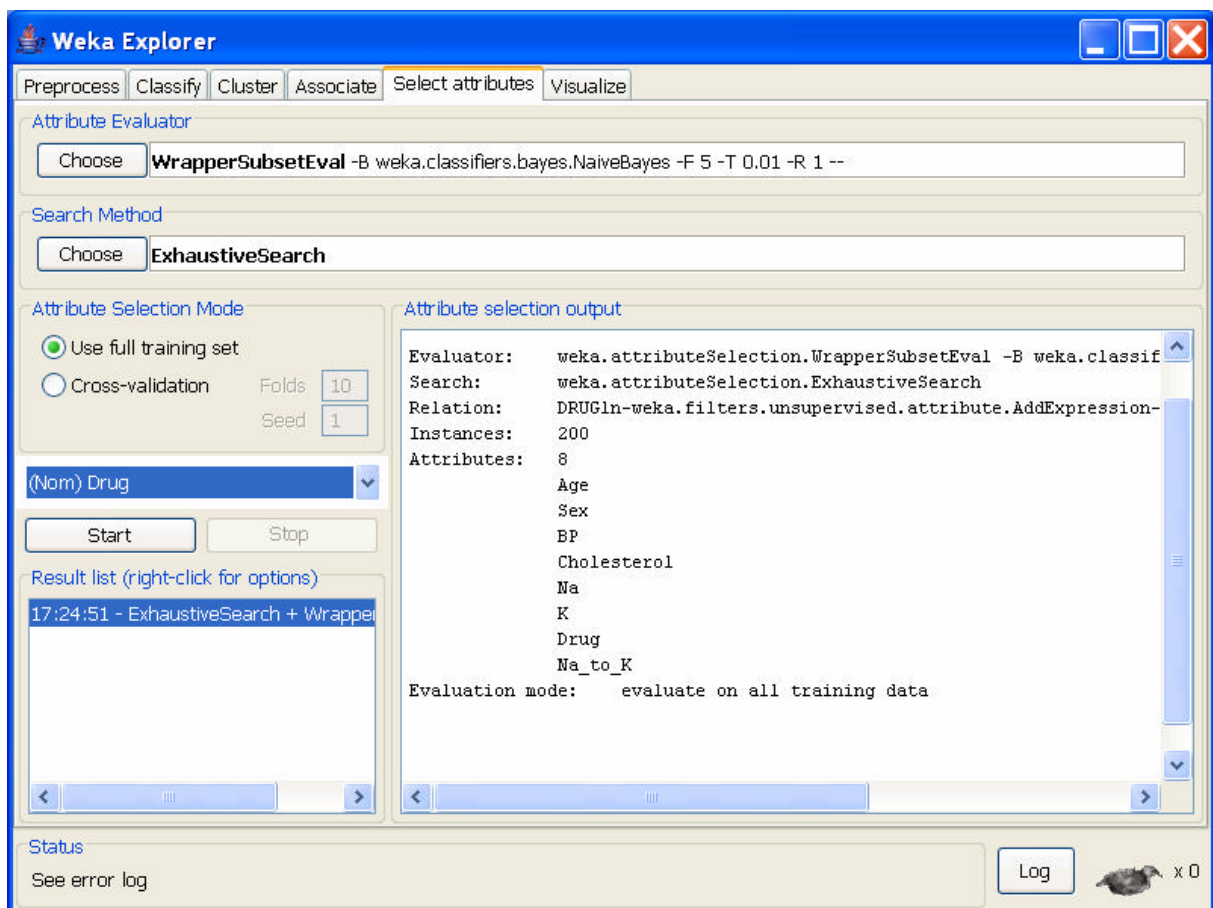 Weka Explorer
Preprocess Classify Cluster Associate Select attributes Visualize
Attribute Evaluator
Choose WrapperSubsetEval -B weka.classifiers.bayes.NaiveBayes -F 5 -T 0.01 -R 1 --
Search Method
Choose ExhaustiveSearch
Attribute Selection Mode
Use full training set
Cross-validation Folds 10
Seed 1
(Nom) Drug
Start Stop
Result list (right-click for options)
17:24:51 - ExhaustiveSearch + Wrapper
Attribute selection output
Evaluator: weka.attributeSelection.WrapperSubsetEval -B weka.classif
Search: weka.attributeSelection.ExhaustiveSearch
Relation: DRUG1n-weka.filters.unsupervised.attribute.AddExpression-
Instances: 200
Attributes: 8
Age
Sex
BP
Cholesterol
Na
K
Drug
Na_to_K
Evaluation mode: evaluate on all training data
Status
See error log
Log x 0